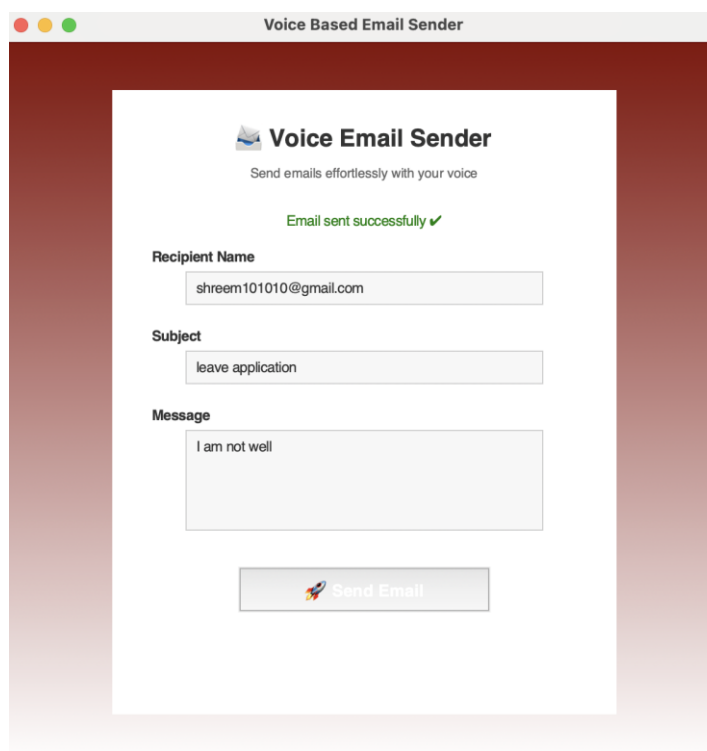 Voice Based Email Sender
📨 Voice Email Sender
Send emails effortlessly with your voice
Email sent successfully ✔
Recipient Name
shreem101010@gmail.com
Subject
leave application
Message
I am not well
🚀 Send Email